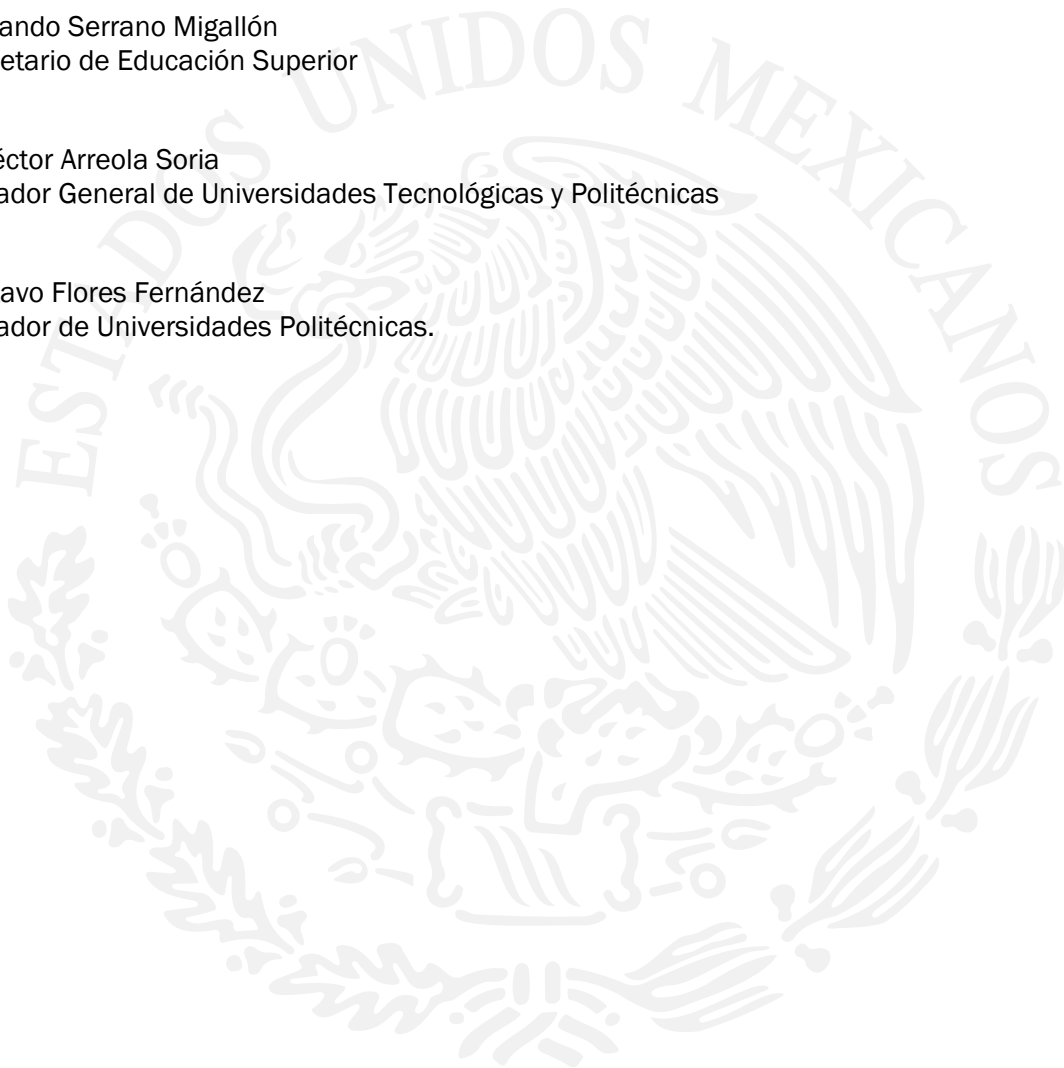 ando Serrano Migallón
etario de Educación Superior
éctor Arreola Soria
ador General de Universidades Tecnológicas y Politécnicas
avo Flores Fernández
ador de Universidades Politécnicas.
ESTADOS UNIDOS MEXICANOS